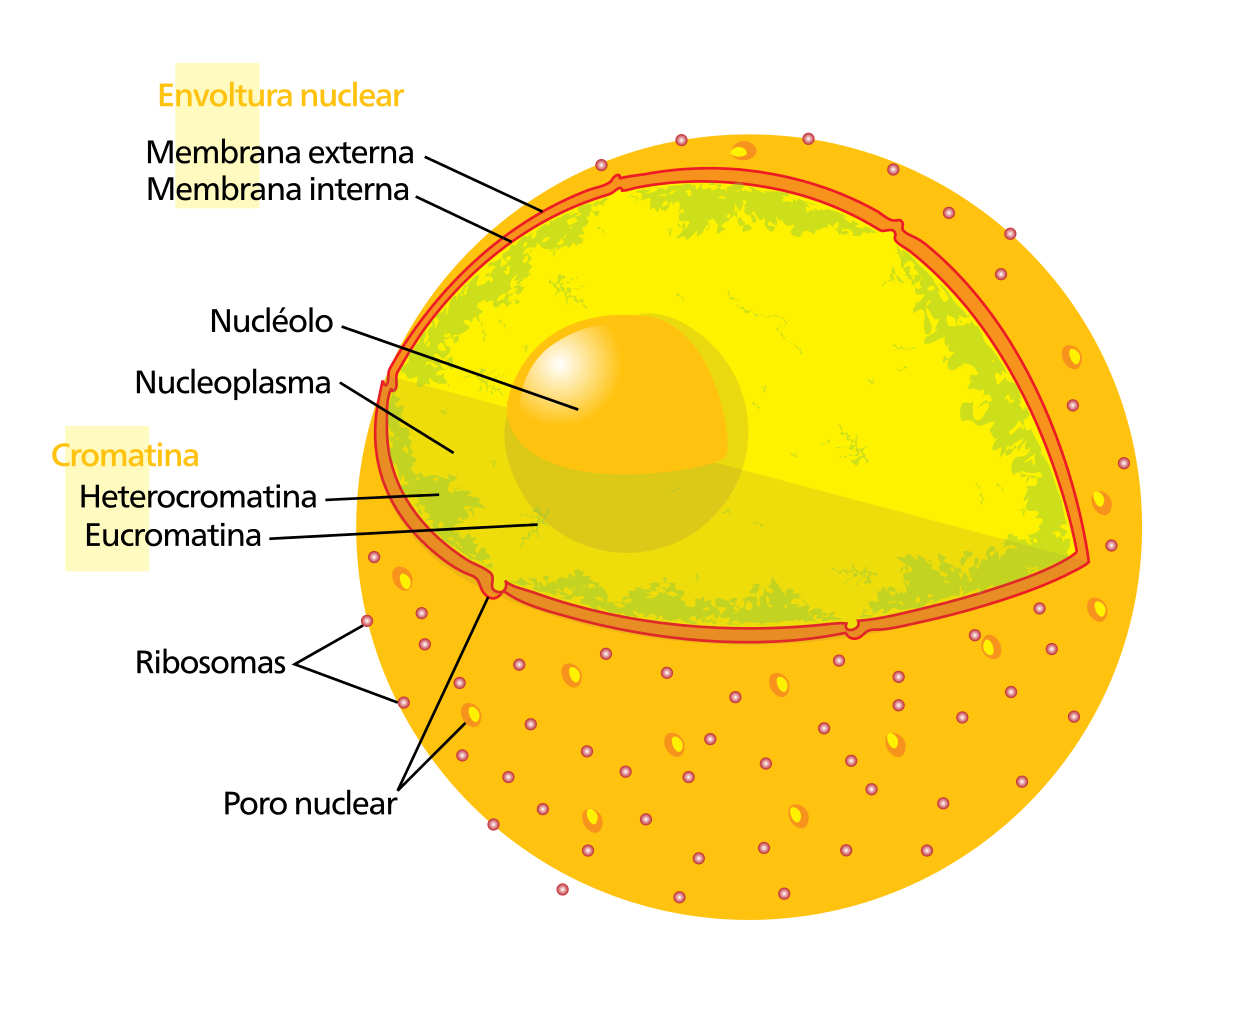 Envoltura nuclear
Membrana externa
Membrana interna
Nucléolo
Nucleoplasma
Cromatina
Heterocromatina
Eucromatina
Ribosomas
Poro nuclear